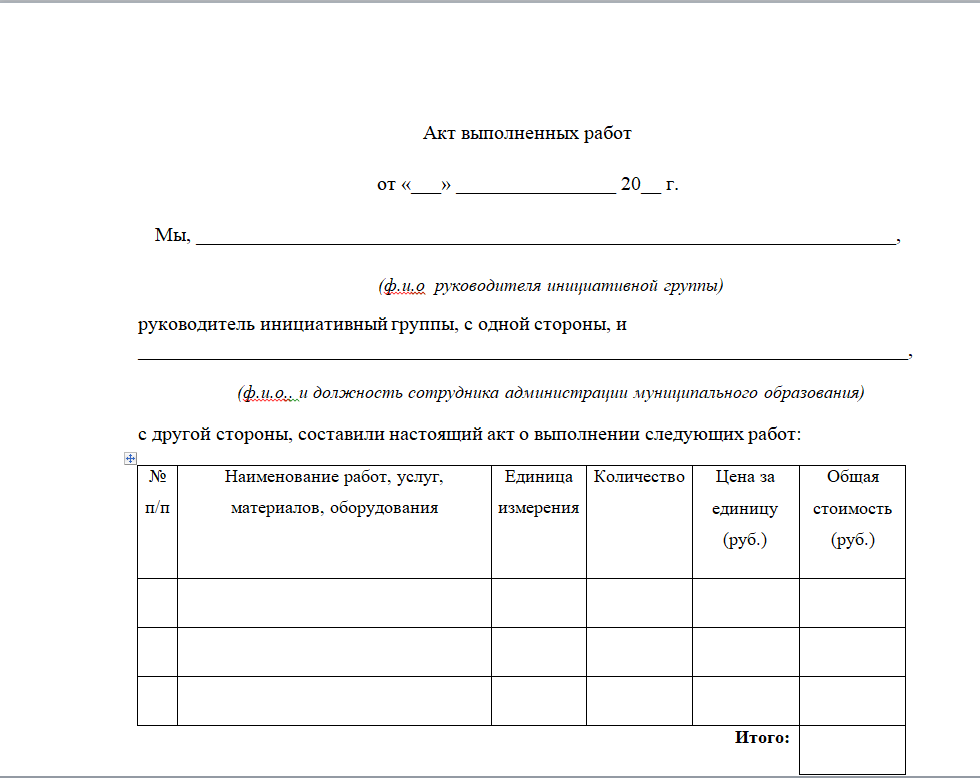 Акт выполненных работ
от «___» ________________ 20__ г.
Мы, ______________________________________________________________________,
(ф.и.о руководителя инициативной группы)
руководитель инициативный группы, с одной стороны, и
_____________________________________________________________________________,
(ф.и.о.. и должность сотрудника администрации муниципального образования)
с другой стороны, составили настоящий акт о выполнении следующих работ:
№ п/п
Наименование работ, услуг,
материалов, оборудования
Единица
измерения
Количество
Цена за
единицу
(руб.)
Общая
стоимость
(руб.)
Итого: